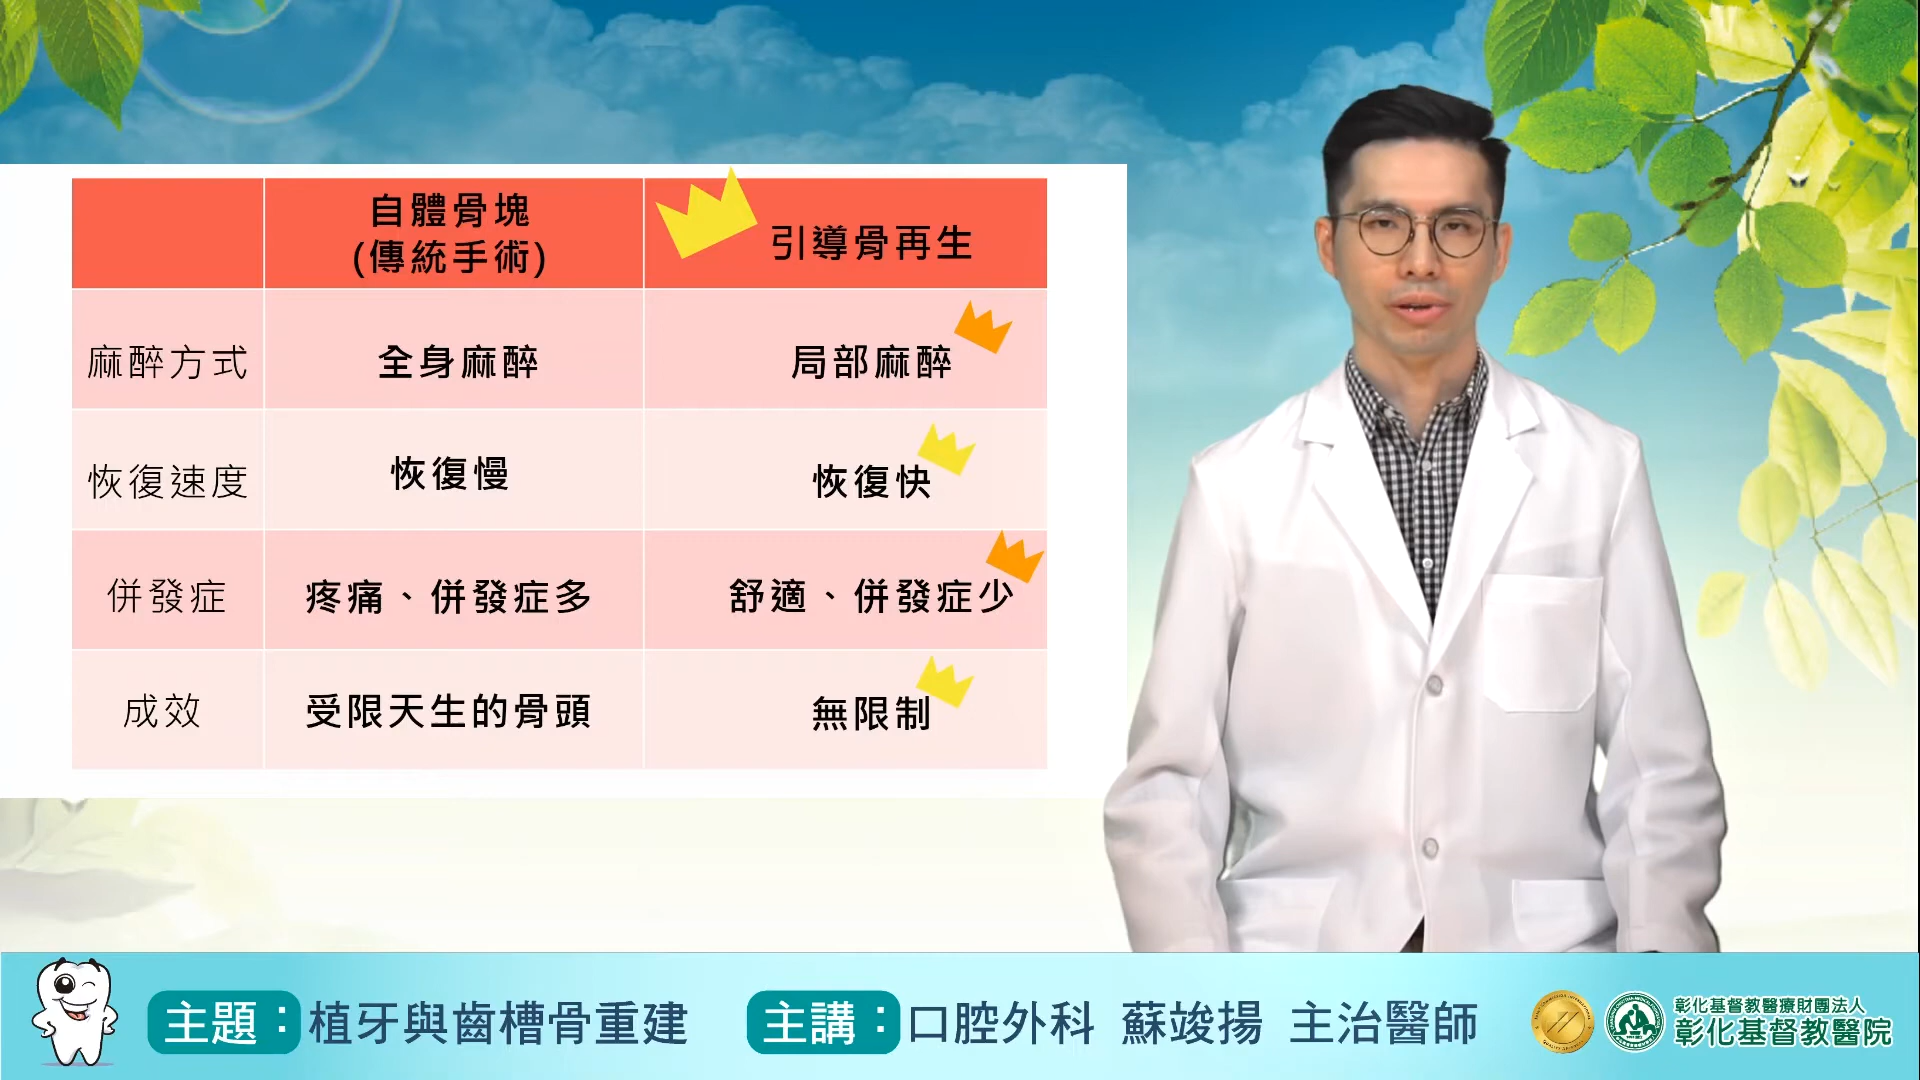 自體骨塊
(傳統手術)
引導骨再生
麻醉方式
全身麻醉
局部麻醉
恢復速度
恢復慢
恢復快
併發症
疼痛、併發症多
舒適、併發症少
成效
受限天生的骨頭
無限制
主題：植牙與齒槽骨重建
主講：口腔外科 蘇竣揚 主治醫師
彰化基督教醫療財團法人
彰化基督教醫院